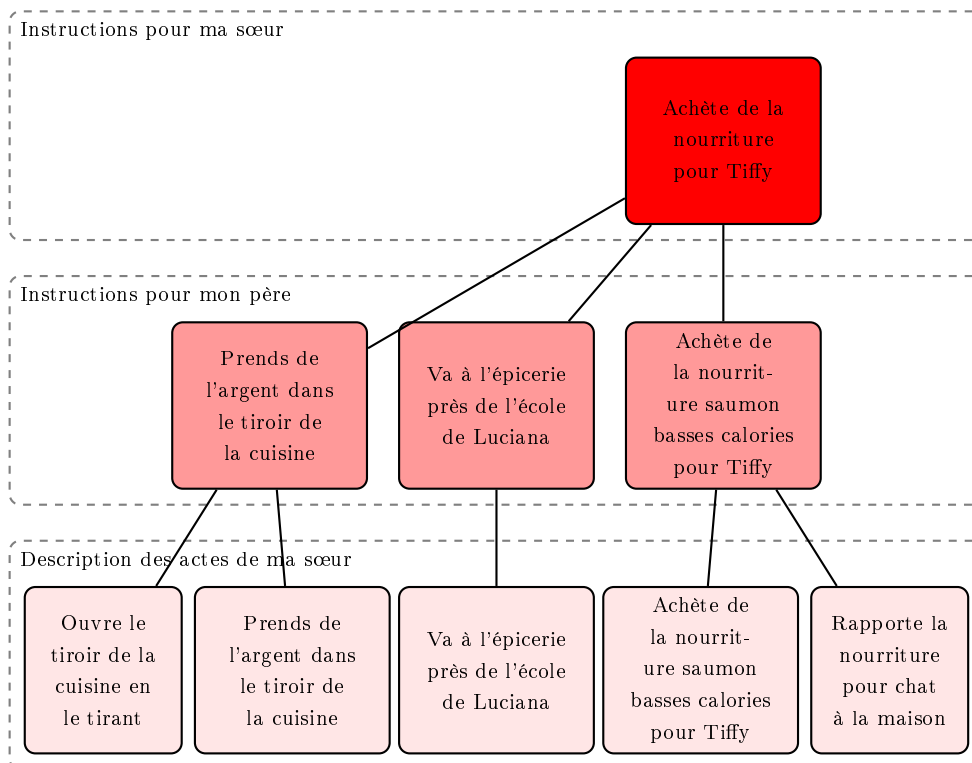 Instructions pour ma sœur
Achète de la
nourriture
pour Tiffy
Instructions pour mon père
Prends de
l'argent dans
le tiroir de
la cuisine
Va à l'épicerie
près de l'école
de Luciana
Achète de
la nourrit-
ure saumon
basses calories
pour Tiffy
Description des actes de ma sœur
Ouvre le
tiroir de la
cuisine en
le tirant
Prends de
l'argent dans
le tiroir de
la cuisine
Va à l'épicerie
près de l'école
de Luciana
Achète de
la nourrit-
ure saumon
basses calories
pour Tiffy
Rapporte la
nourriture
pour chat
à la maison